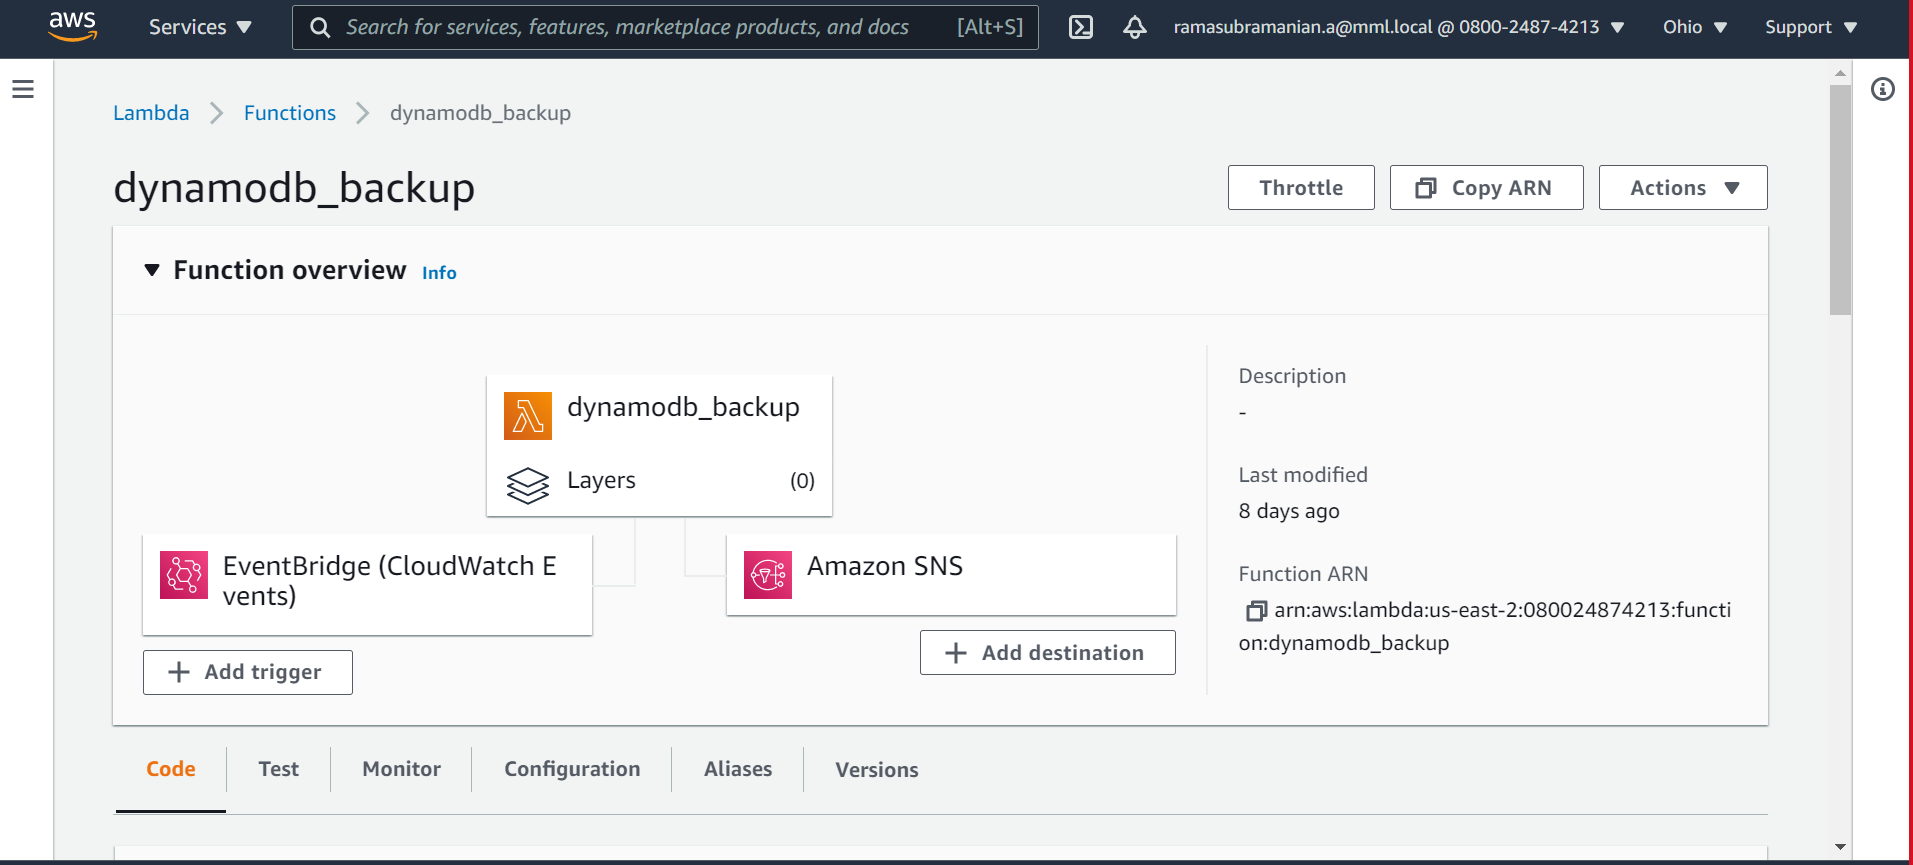 aws
Services
Search for services, features, marketplace products, and docs [Alt+S]
ramasubramanian.a@mml.local @ 0800-2487-4213
Ohio
Support
Lambda
Functions
dynamodb_backup
dynamodb_backup
Throttle
Copy ARN
Actions
Function overview Info
dynamodb_backup
Layers (0)
EventBridge (CloudWatch E
vents)
Add trigger
Amazon SNS
Add destination
Description
-
Last modified
8 days ago
Function ARN
arn:aws:lambda:us-east-2:080024874213:functi
on:dynamodb_backup
Code
Test
Monitor
Configuration
Aliases
Versions